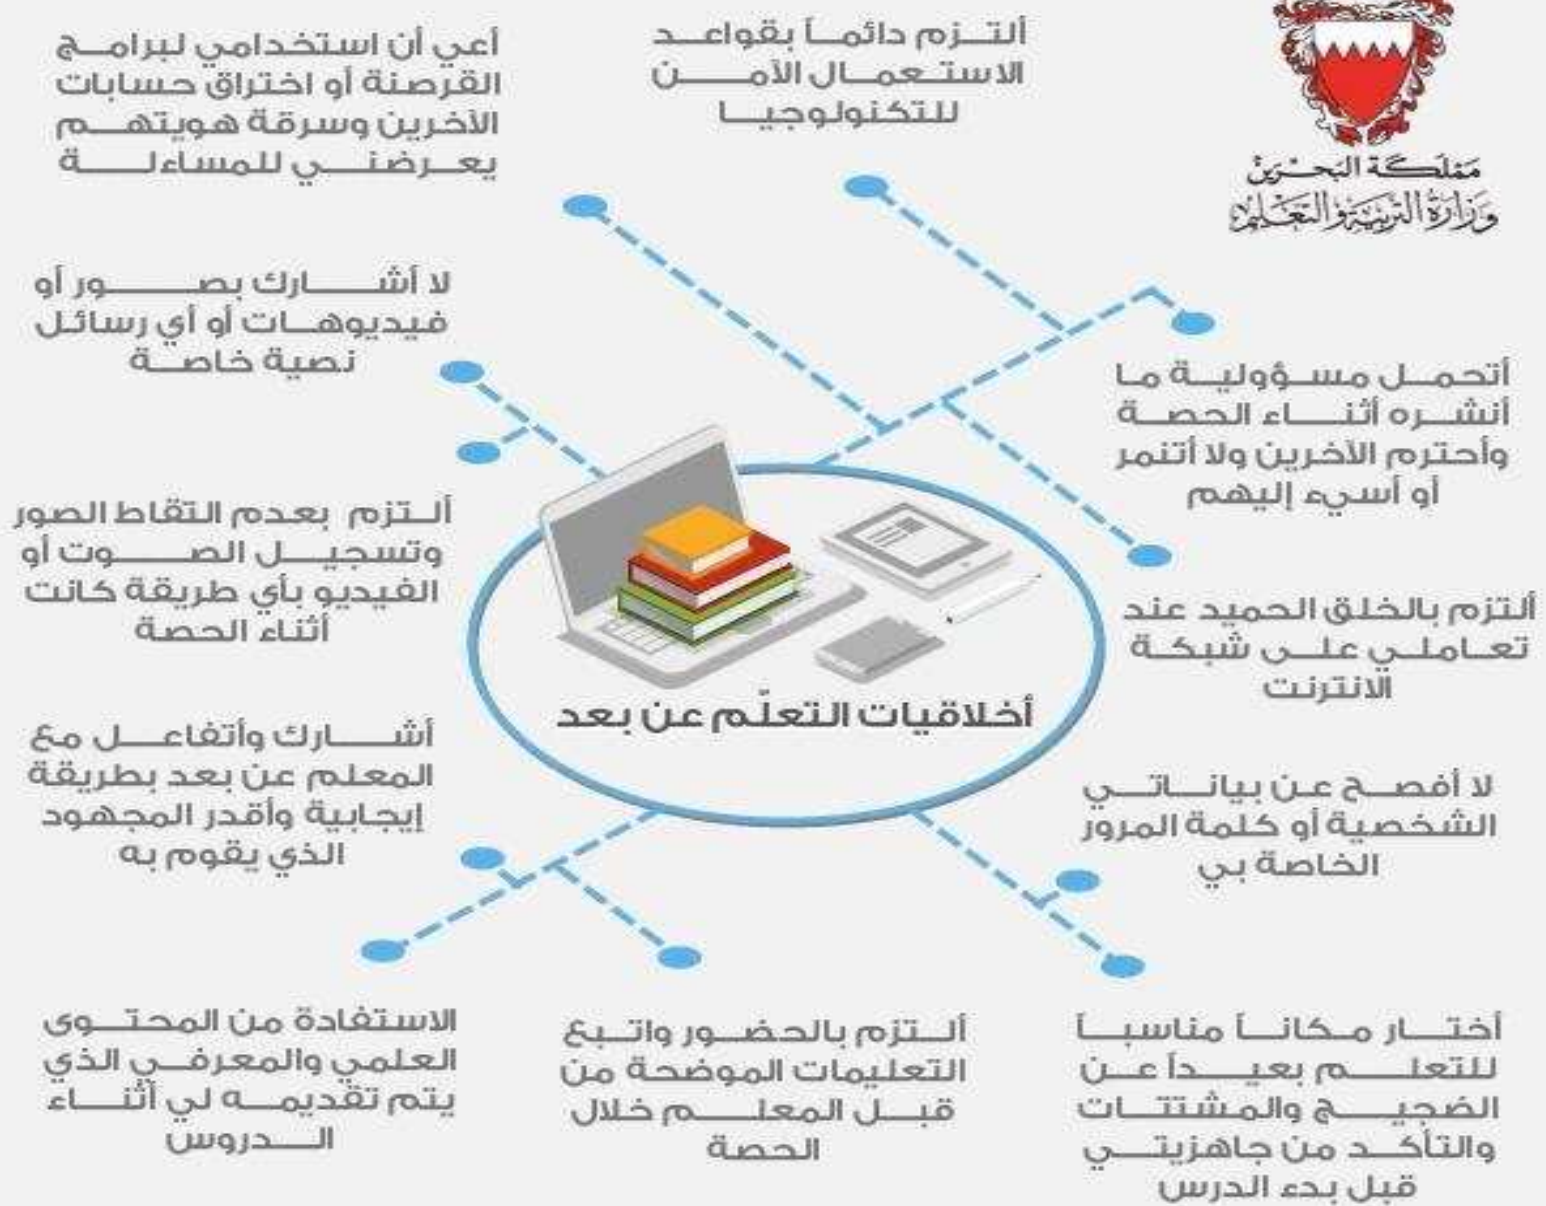 مملكة البحرين
وزارة التربية والتعليم
ألتزم دائماً بقواعد
الاستعمال الآمن
للتكنولوجيا
أعي أن استخدامي لبرامج
القرصنة أو اختراق حسابات
الآخرين وسرقة هويتهم
يعرضني للمساءلة
أتحمل مسؤولية ما
أنشره أثناء الحصة
وأحترم الآخرين ولا أتنمر
أو أسيء إليهم
لا أشارك بصور أو
فيديوهات أو أي رسائل
نصية خاصة
ألتزم بالخلق الحميد عند
تعاملي على شبكة
الانترنت
ألتزم بعدم التقاط الصور
وتسجيل الصوت أو
الفيديو بأي طريقة كانت
أثناء الحصة
أخلاقيات التعلّم عن بعد
لا أفصح عن بياناتي
الشخصية أو كلمة المرور
الخاصة بي
أشارك وأتفاعل مع
المعلم عن بعد بطريقة
إيجابية وأقدر المجهود
الذي يقوم به
أختار مكاناً مناسباً
للتعلم بعيداً عن
الضجيج والمشتتات
والتأكد من جاهزيتي
قبل بدء الدرس
ألتزم بالحضور واتبع
التعليمات الموضحة من
قبل المعلم خلال
الحصة
الاستفادة من المحتوى
العلمي والمعرفي الذي
يتم تقديمه لي أثناء
الدروس